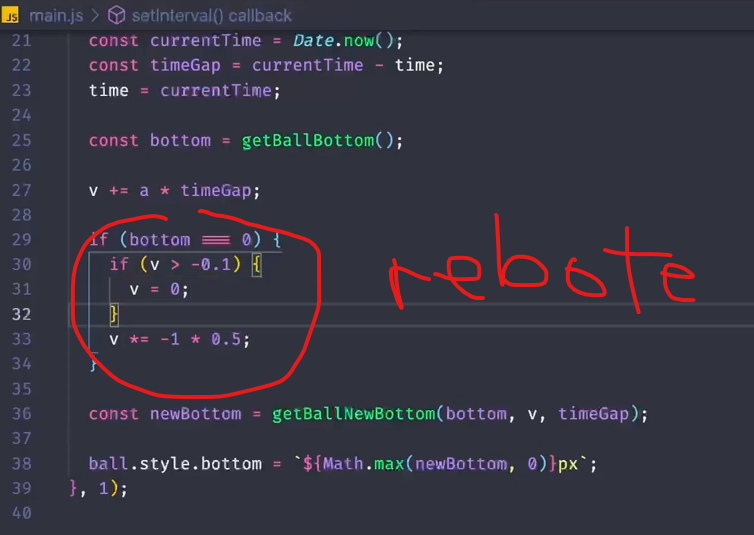 JS main.js > setInterval() callback
21 const currentTime = Date.now();
22 const timeGap = currentTime - time;
23 time = currentTime;
24
25 const bottom = getBallBottom();
26
27 v += a * timeGap;
28
29 if (bottom === 0) {
30 if (v > -0.1) {
31 v = 0;
32 }
33 v *= -1 * 0.5;
34 }
35
36 const newBottom = getBallNewBottom(bottom, v, timeGap);
37
38 ball.style.bottom = `${Math.max(newBottom, 0)}px`;
39 }, 1);
40
rebote